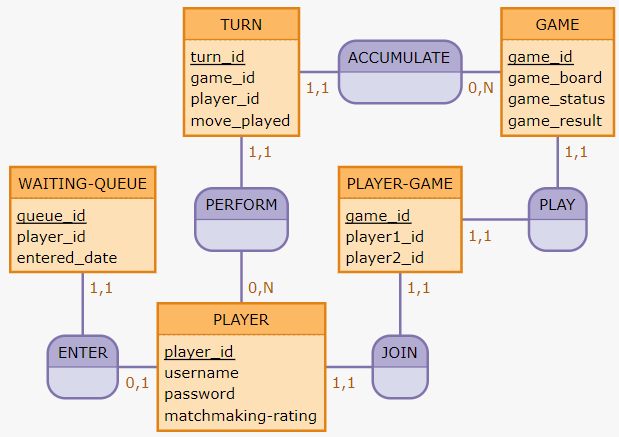 TURN
turn_id
game_id
player_id
move_played
ACCUMULATE
1,1
0,N
GAME
game_id
game_board
game_status
game_result
1,1
1,1
WAITING-QUEUE
queue_id
player_id
entered_date
PERFORM
PLAYER-GAME
game_id
player1_id
player2_id
PLAY
1,1
1,1
0,N
1,1
PLAYER
player_id
username
password
matchmaking-rating
ENTER
0,1
JOIN
1,1